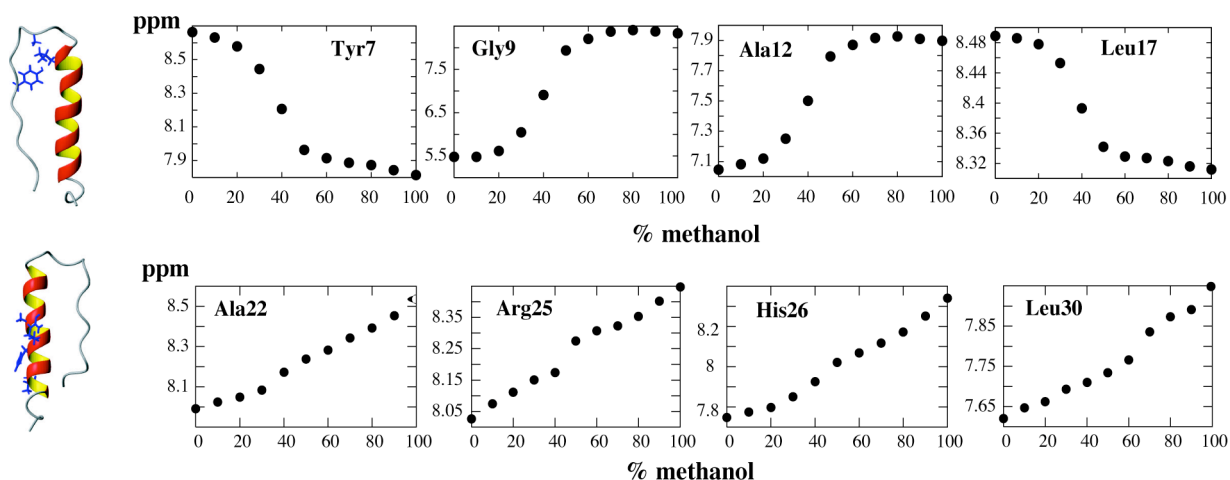 ppm
Tyr7
8.5
8.3
8.1
7.9
0 20 40 60 80 100
Gly9
7.5
6.5
5.5
0 20 40 60 80 100
Ala12
7.9
7.7
7.5
7.3
7.1
0 20 40 60 80 100
Leu17
8.48
8.44
8.4
8.36
8.32
0 20 40 60 80 100
% methanol
ppm
Ala22
8.5
8.3
8.1
0 20 40 60 80 100
Arg25
8.35
8.25
8.15
8.05
0 20 40 60 80 100
His26
8.2
8
7.8
0 20 40 60 80 100
Leu30
7.85
7.75
7.65
0 20 40 60 80 100
% methanol